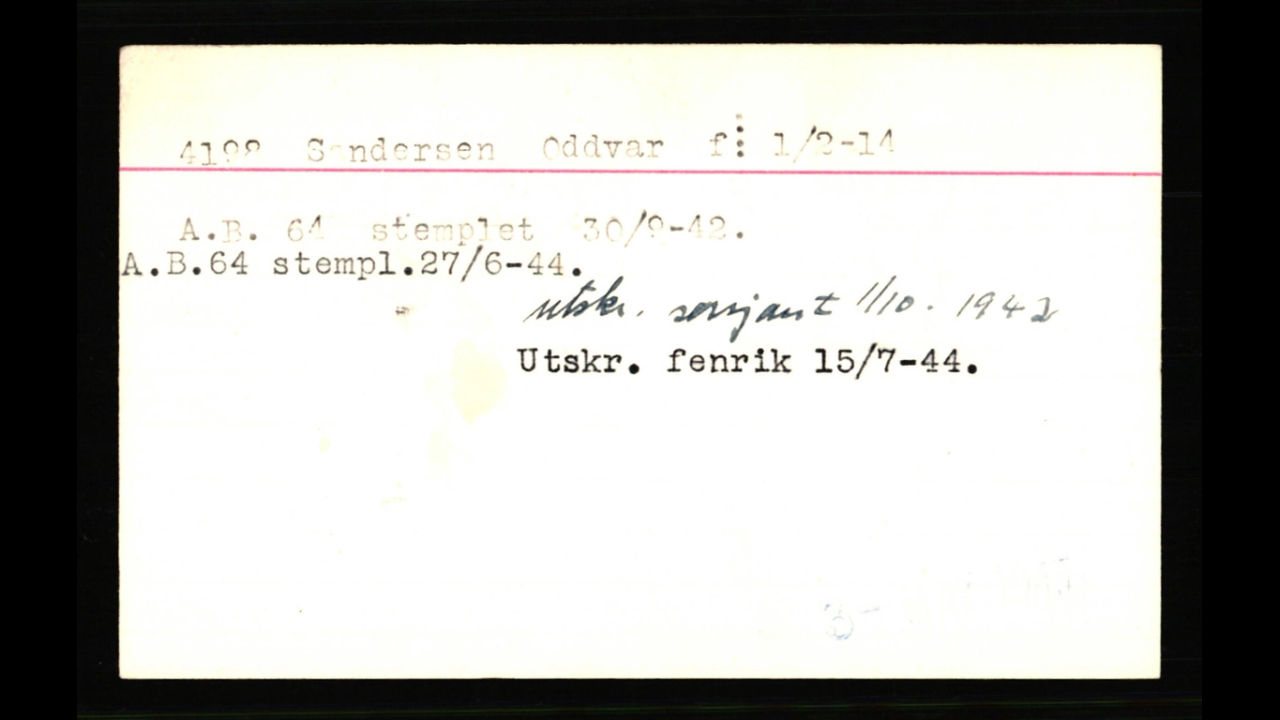 4198 Sandersen Oddvar f: 1/2-14
A.B. 64 stemplet 30/9-42.
A.B.64 stempl.27/6-44.
utskr. sersjant 1/10. 1942
Utskr. fenrik 15/7-44.